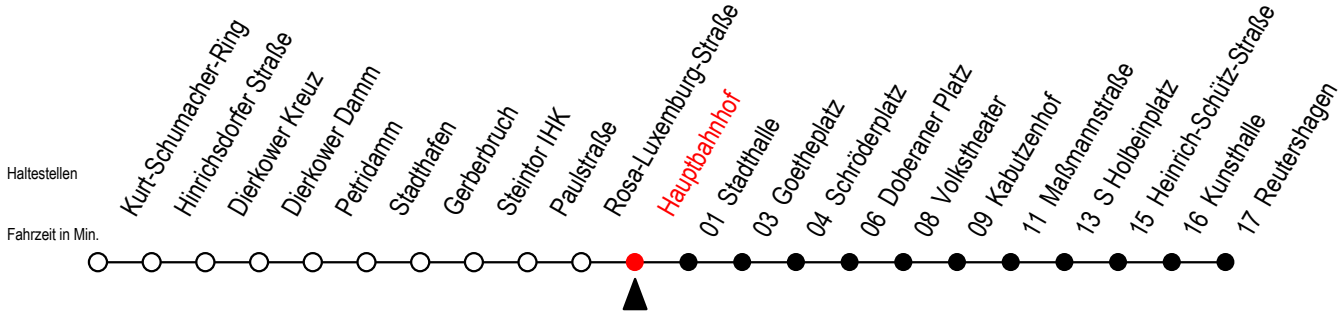 Haltestellen
Fahrzeit in Min.
Kurt-Schumacher-Ring
Hinrichsdorfer Straße
Dierkower Kreuz
Dierkower Damm
Petridamm
Stadthafen
Gerberbruch
Steintor IHK
Paulstraße
Rosa-Luxemburg-Straße
Hauptbahnhof
01 Stadthalle
03 Goetheplatz
04 Schröderplatz
06 Doberaner Platz
08 Volkstheater
09 Kabutzenhof
11 Maßmannstraße
13 S Holbeinplatz
15 Heinrich-Schütz-Straße
16 Kunsthalle
17 Reutershagen